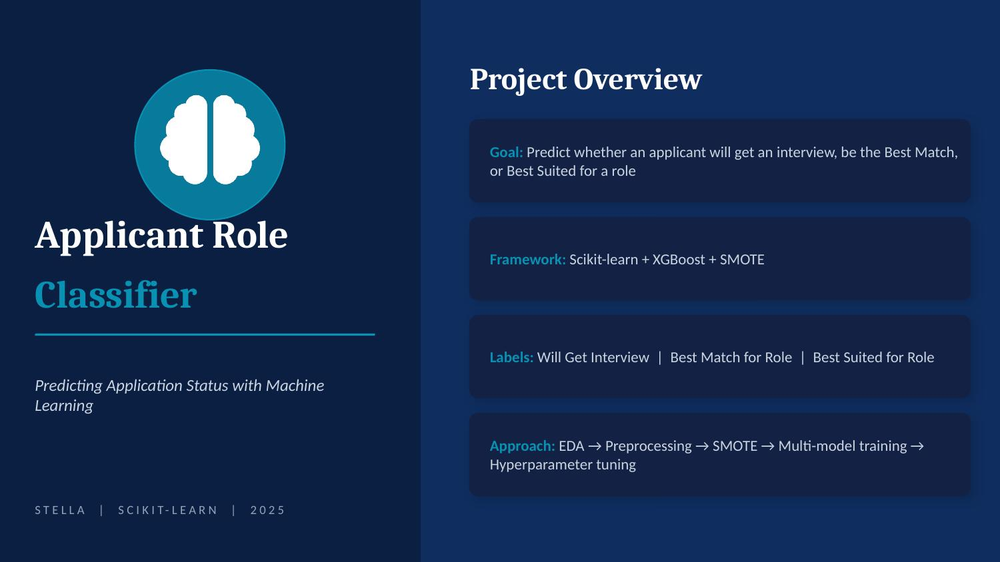 Applicant Role
Classifier
Predicting Application Status with Machine
Learning
STELLA | SCIKIT-LEARN | 2025
Project Overview
Goal: Predict whether an applicant will get an interview, be the Best Match,
or Best Suited for a role
Framework: Scikit-learn + XGBoost + SMOTE
Labels: Will Get Interview | Best Match for Role | Best Suited for Role
Approach: EDA → Preprocessing → SMOTE → Multi-model training →
Hyperparameter tuning